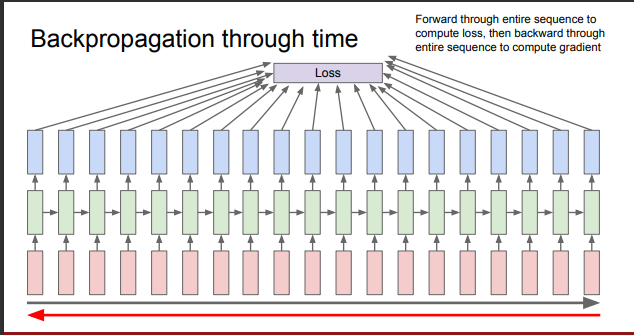 Backpropagation through time
Forward through entire sequence to
compute loss, then backward through
entire sequence to compute gradient
Loss